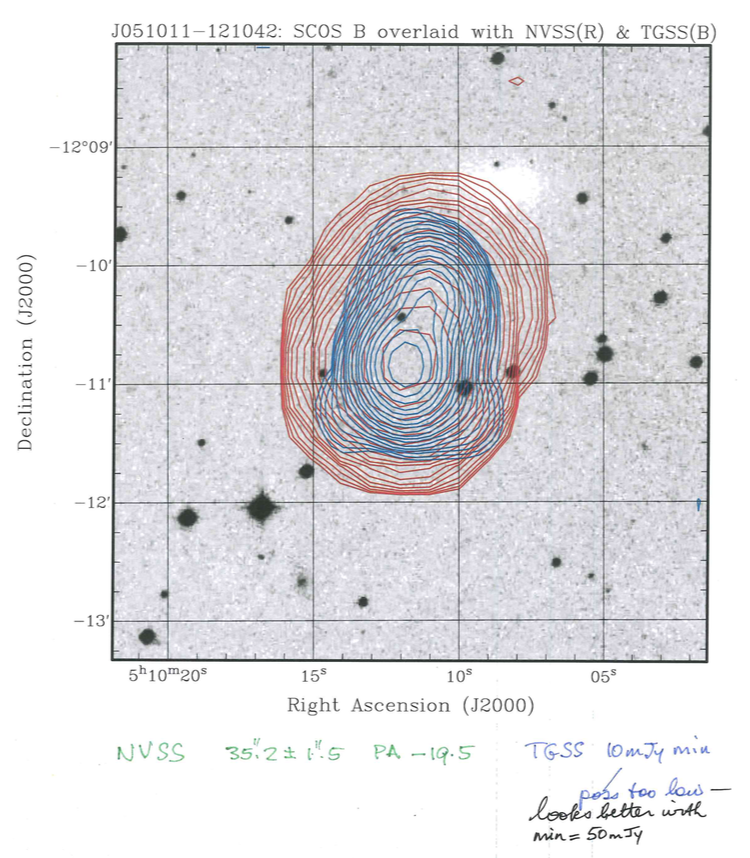 J051011-121042: SCOS B overlaid with NVSS(R) & TGSS(B)
-12°09'
-10'
-11'
-12'
-13'
Declination (J2000)
5ʰ10ᵐ20ˢ 15ˢ 10ˢ 05ˢ
Right Ascension (J2000)
NVSS 35".2 ± 1".5 PA -19.5
TGSS 10mJy min
poss too low —
looks better with
min = 50mJy